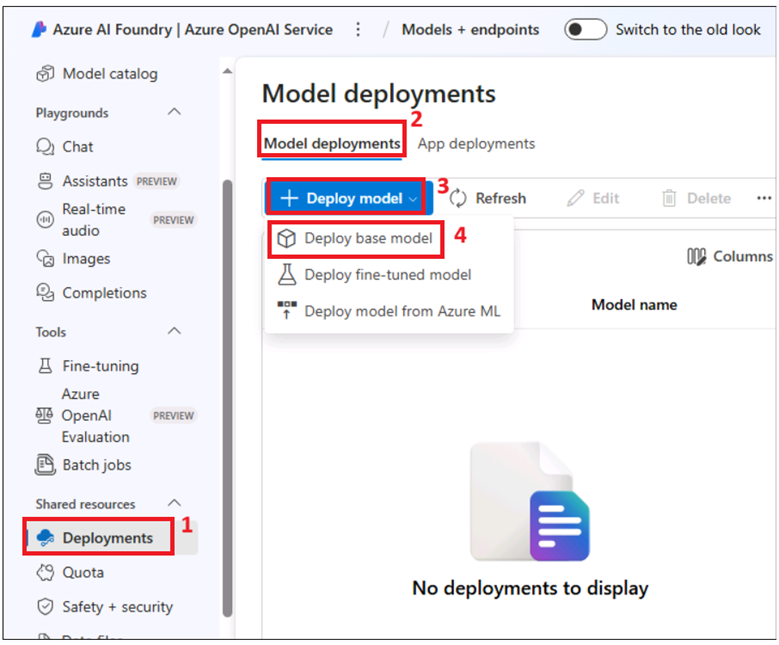 Azure AI Foundry | Azure OpenAI Service / Models + endpoints Switch to the old look
Model catalog
Playgrounds
Chat
Assistants PREVIEW
Real-time
audio
PREVIEW
Images
Completions
Tools
Fine-tuning
Azure
OpenAI
Evaluation
PREVIEW
Batch jobs
Shared resources
Deployments
1
Quota
Safety + security
Model deployments
2
Model deployments App deployments
+ Deploy model
3
Refresh Edit Delete ...
Deploy base model
4
Deploy fine-tuned model
Deploy model from Azure ML
Columns
Model name
No deployments to display